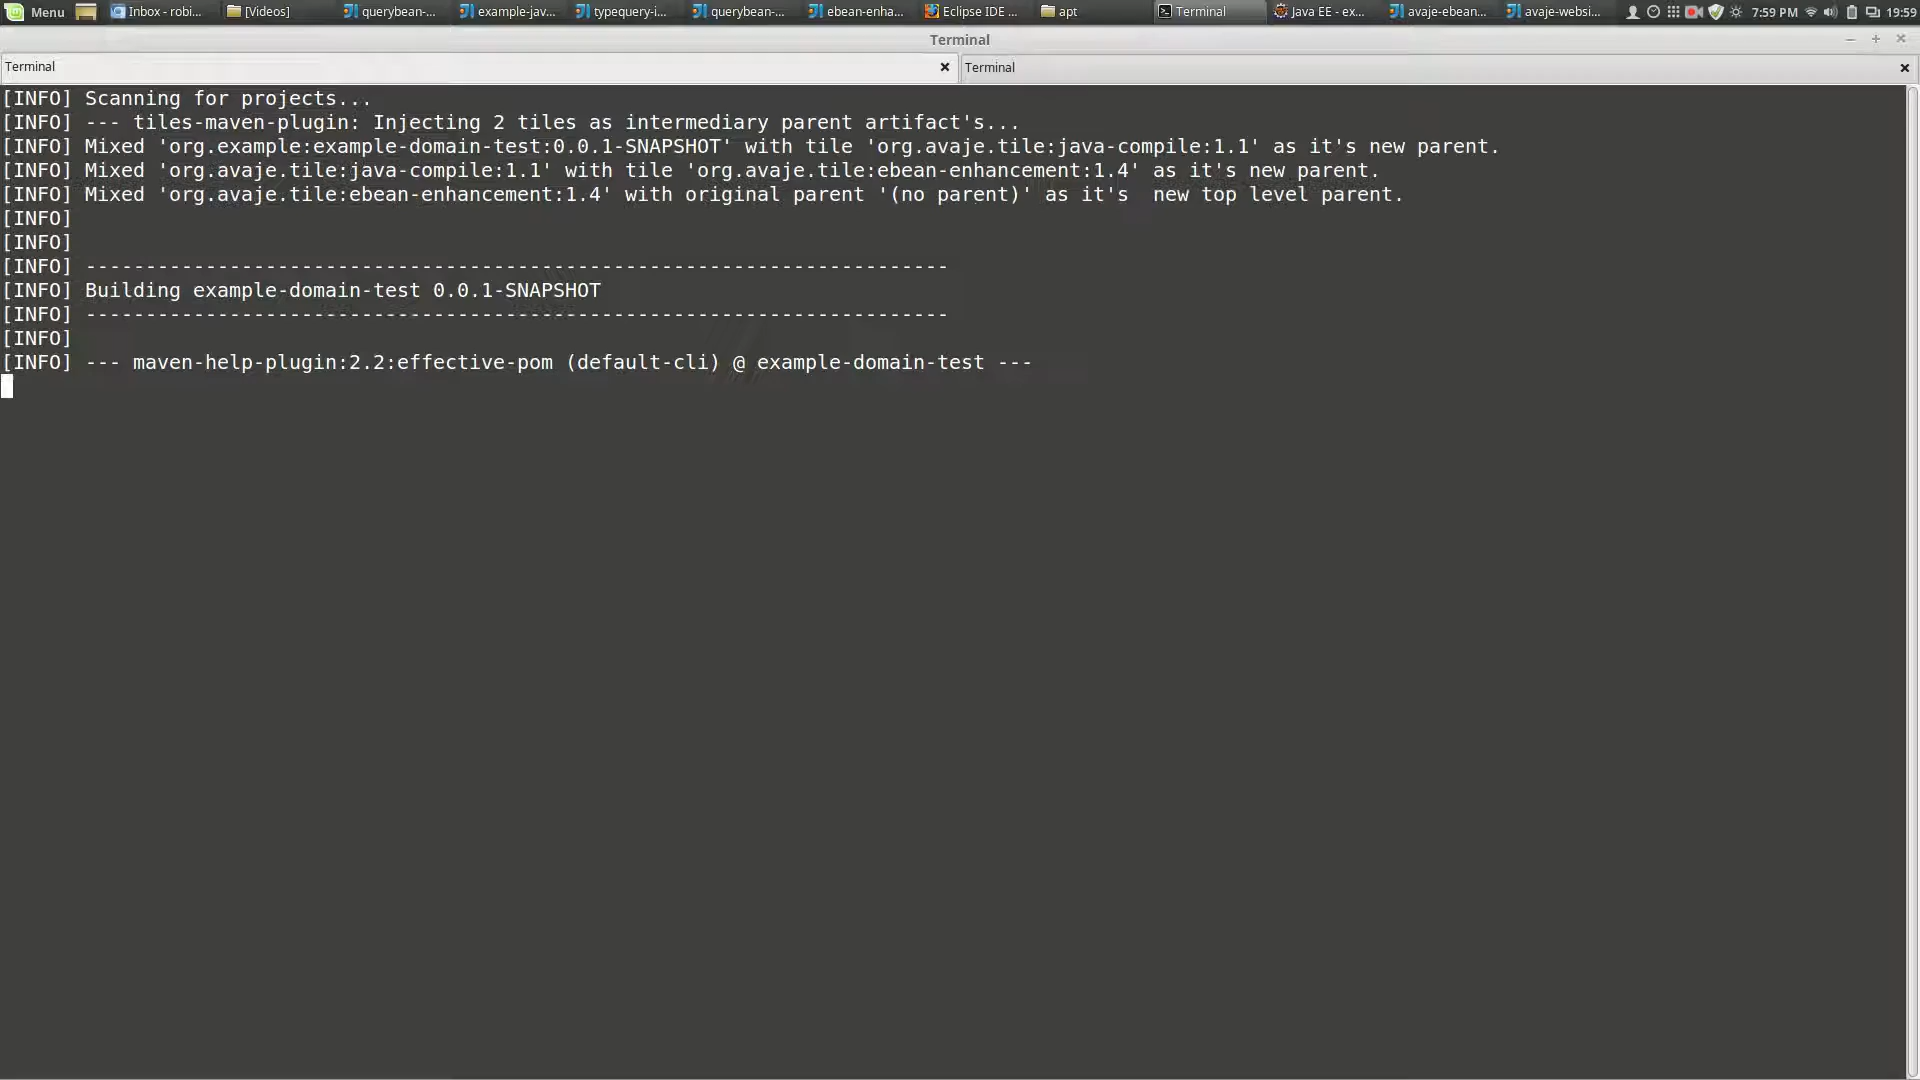 Menu Inbox - robi... [Videos] querybean-... example-jav... typequery-i... querybean-... ebean-enha... Eclipse IDE ... apt Terminal Java EE - ex... avaje-ebean... avaje-websi... 7:59 PM 19:59
Terminal
Terminal Terminal
[INFO] Scanning for projects...
[INFO] --- tiles-maven-plugin: Injecting 2 tiles as intermediary parent artifact's...
[INFO] Mixed 'org.example:example-domain-test:0.0.1-SNAPSHOT' with tile 'org.avaje.tile:java-compile:1.1' as it's new parent.
[INFO] Mixed 'org.avaje.tile:java-compile:1.1' with tile 'org.avaje.tile:ebean-enhancement:1.4' as it's new parent.
[INFO] Mixed 'org.avaje.tile:ebean-enhancement:1.4' with original parent '(no parent)' as it's  new top level parent.
[INFO]
[INFO]
[INFO] ------------------------------------------------------------------------
[INFO] Building example-domain-test 0.0.1-SNAPSHOT
[INFO] ------------------------------------------------------------------------
[INFO]
[INFO] --- maven-help-plugin:2.2:effective-pom (default-cli) @ example-domain-test ---